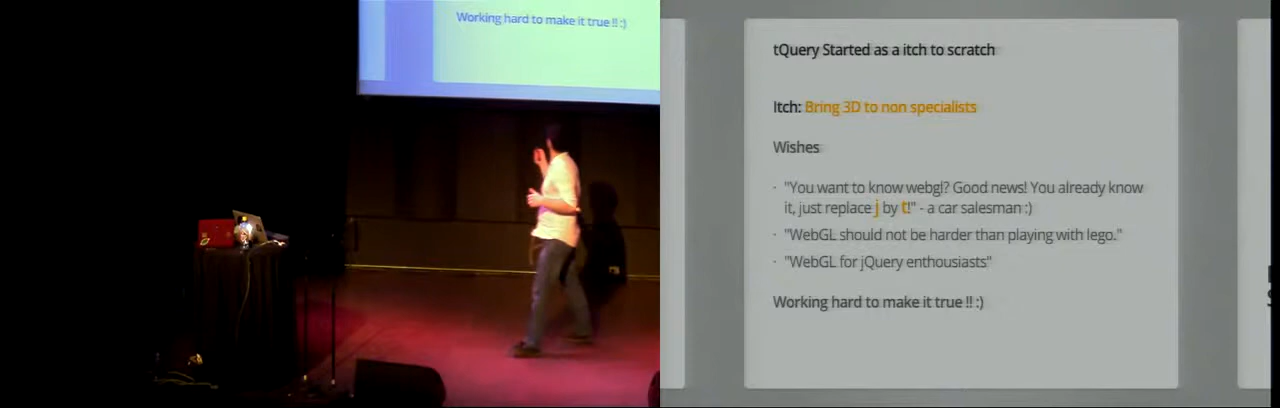 Working hard to make it true !! :)
tQuery Started as a itch to scratch
Itch: Bring 3D to non specialists
Wishes
· "You want to know webgl? Good news! You already know
it, just replace j by t!" - a car salesman :)
· "WebGL should not be harder than playing with lego."
· "WebGL for jQuery enthousiasts"
Working hard to make it true !! :)